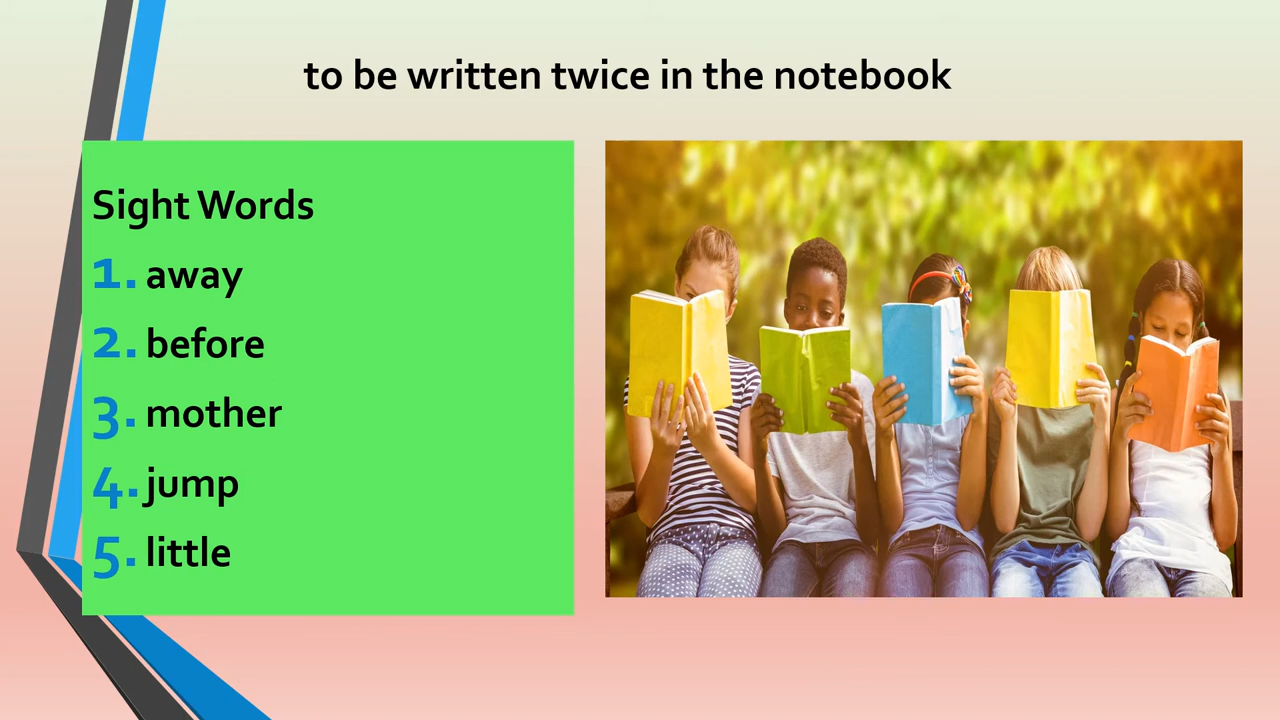 to be written twice in the notebook
Sight Words
1. away
2. before
3. mother
4. jump
5. little